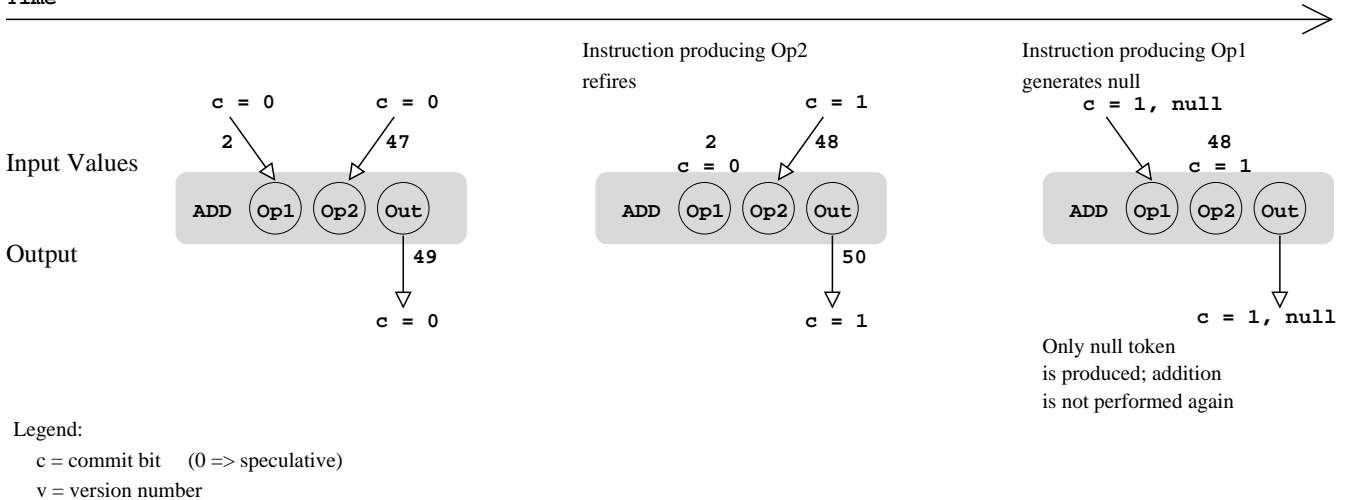 Time
Instruction producing Op2
refires
Instruction producing Op1
generates null
c = 0 c = 0 c = 1 c = 1, null
2 47 2 48 48
Input Values c = 0 c = 1
ADD Op1 Op2 Out ADD Op1 Op2 Out ADD Op1 Op2 Out
Output 49 50
c = 0 c = 1 c = 1, null
Only null token
is produced; addition
is not performed again
Legend:
c = commit bit (0 => speculative)
v = version number